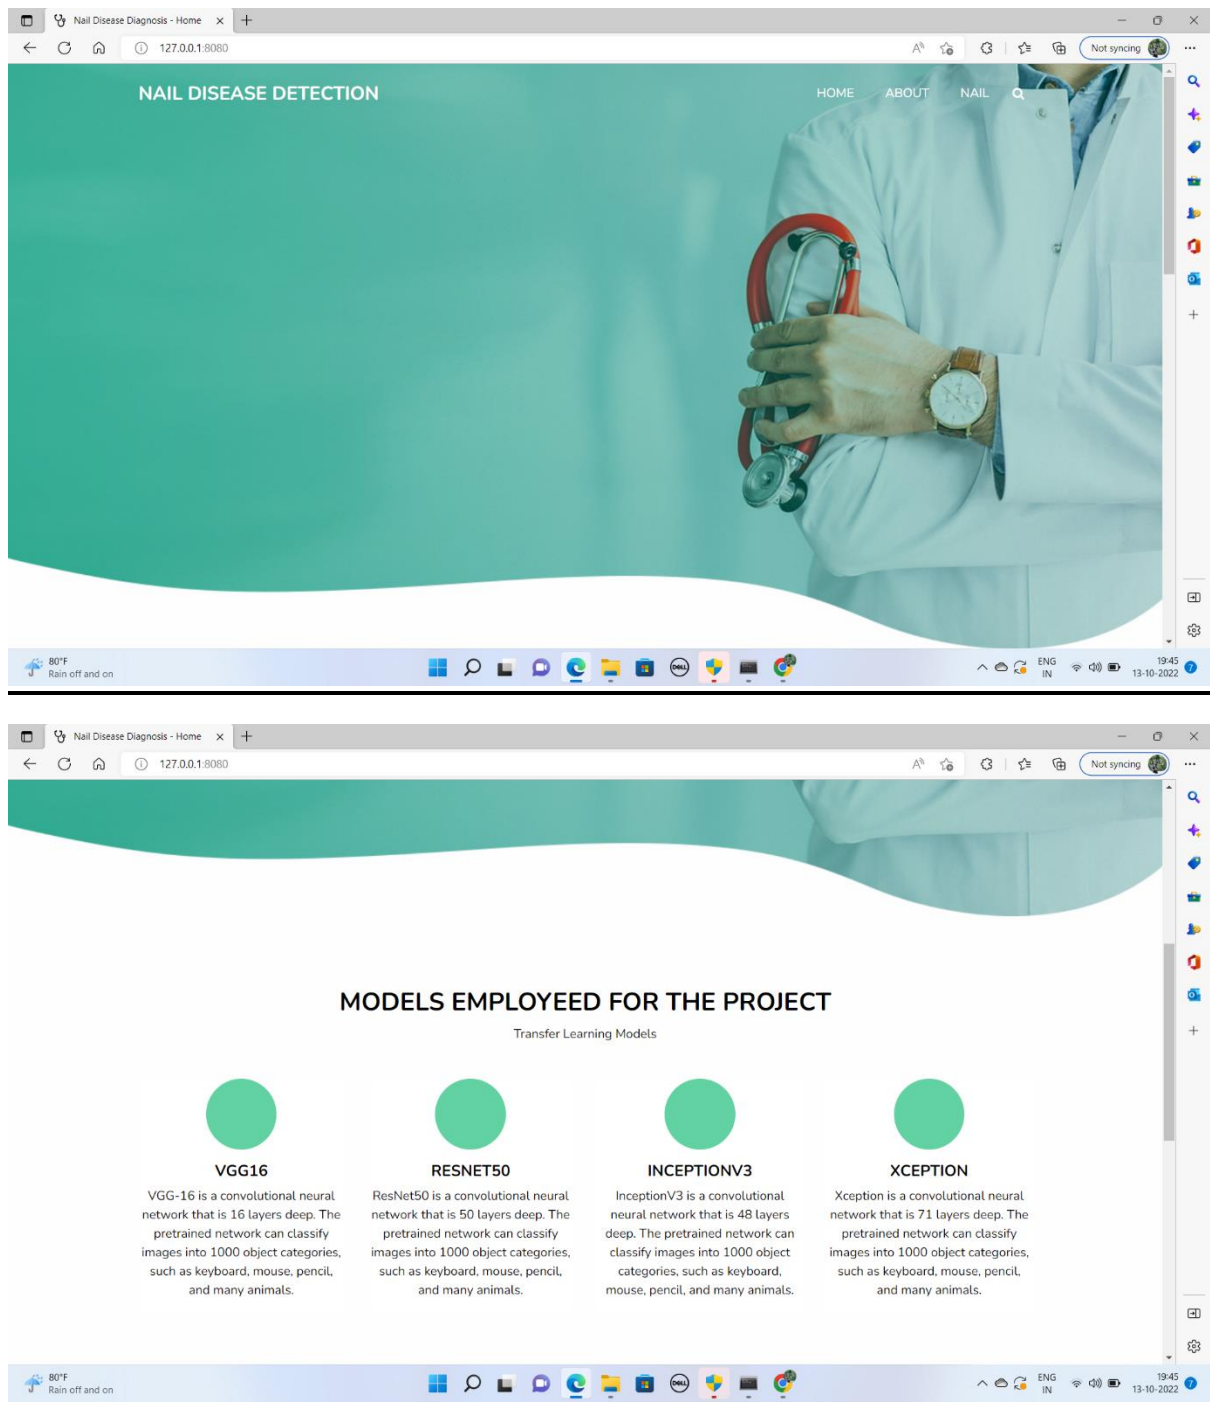 Nail Disease Diagnosis - Home
127.0.0.1:8080
Not syncing
NAIL DISEASE DETECTION
HOME ABOUT NAIL
80°F
Rain off and on
DELL
ENG
IN
19:45
13-10-2022
7
Nail Disease Diagnosis - Home
127.0.0.1:8080
Not syncing
MODELS EMPLOYEED FOR THE PROJECT
Transfer Learning Models
VGG16
VGG-16 is a convolutional neural
network that is 16 layers deep. The
pretrained network can classify
images into 1000 object categories,
such as keyboard, mouse, pencil,
and many animals.
RESNET50
ResNet50 is a convolutional neural
network that is 50 layers deep. The
pretrained network can classify
images into 1000 object categories,
such as keyboard, mouse, pencil,
and many animals.
INCEPTIONV3
InceptionV3 is a convolutional
neural network that is 48 layers
deep. The pretrained network can
classify images into 1000 object
categories, such as keyboard,
mouse, pencil, and many animals.
XCEPTION
Xception is a convolutional neural
network that is 71 layers deep. The
pretrained network can classify
images into 1000 object categories,
such as keyboard, mouse, pencil,
and many animals.
80°F
Rain off and on
DELL
ENG
IN
19:45
13-10-2022
7